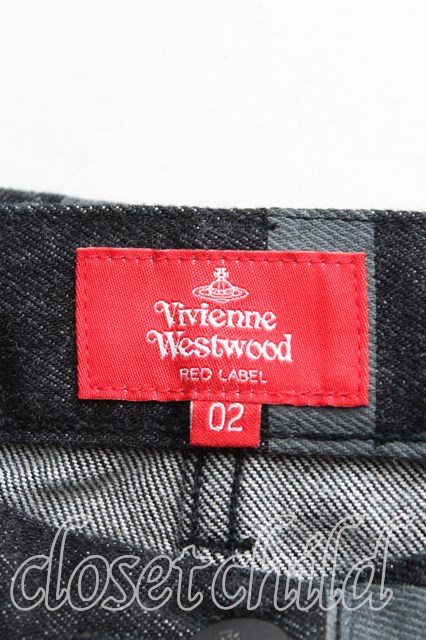 Vivienne
Westwood
RED LABEL
02
closetchild